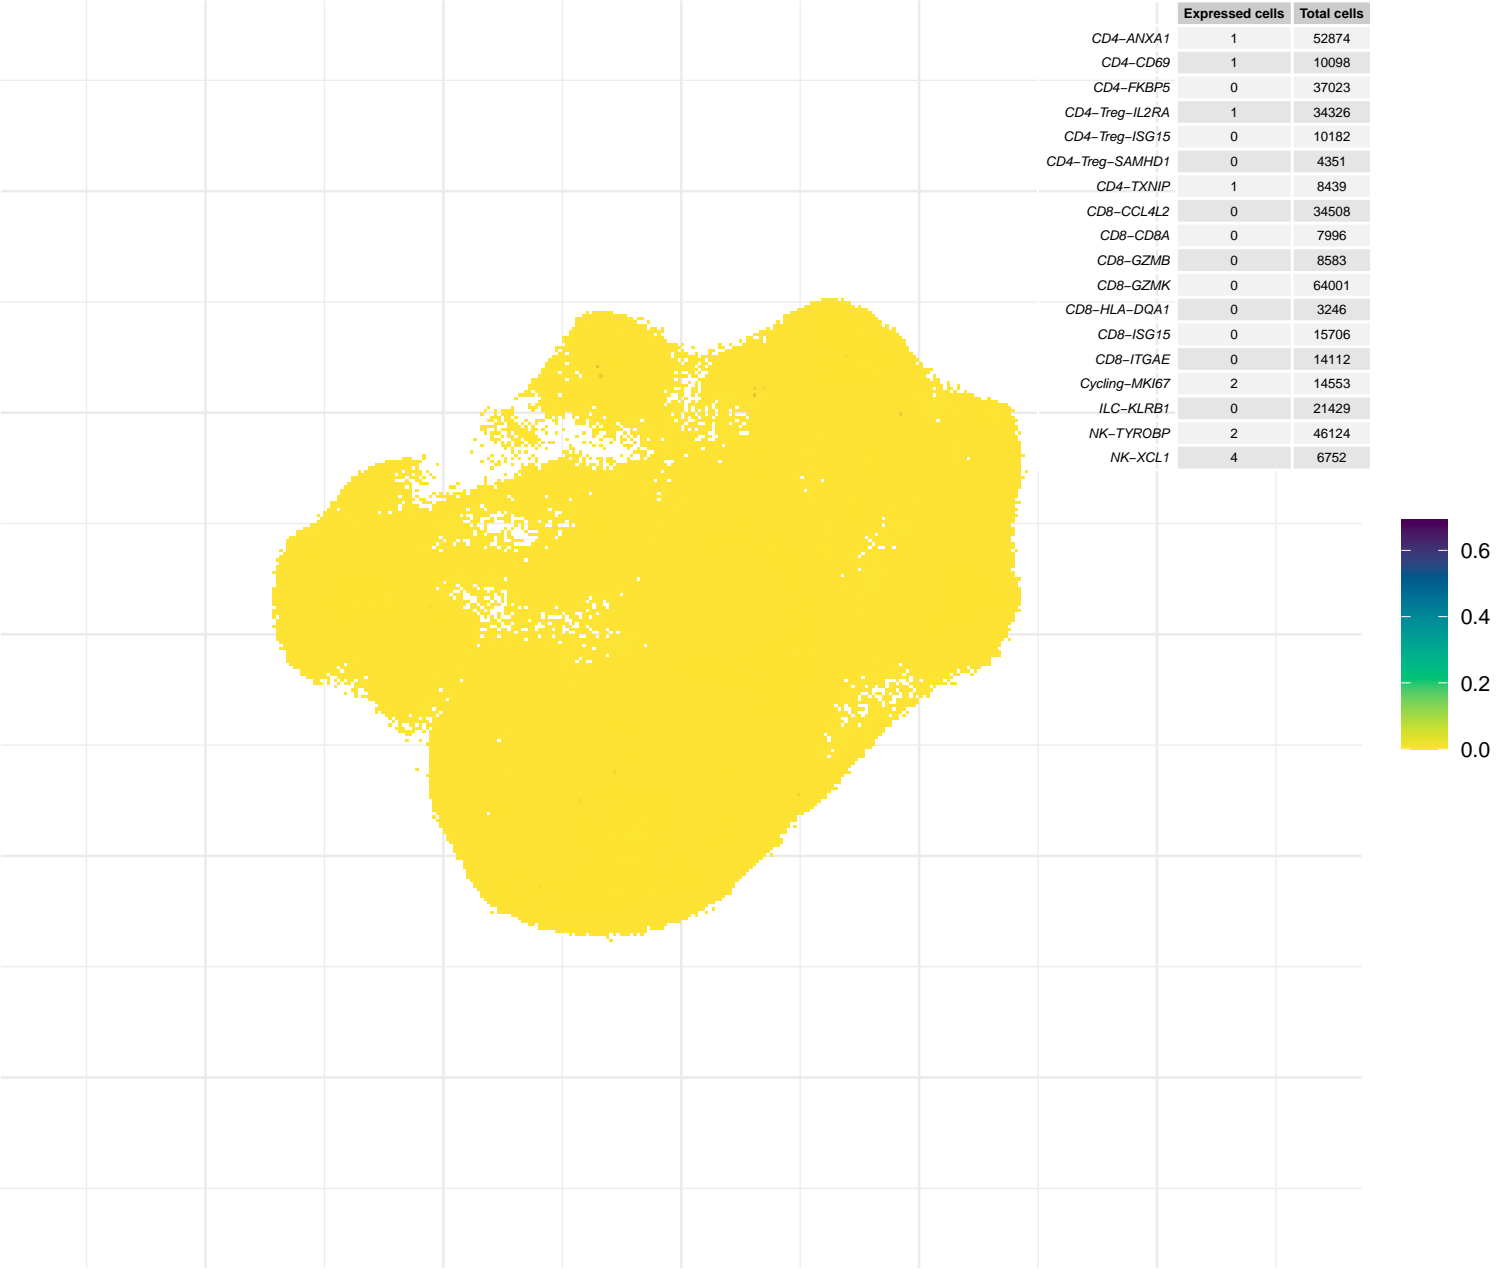 Expressed cells Total cells
CD4−ANXA1 1 52874
CD4−CD69 1 10098
CD4−FKBP5 0 37023
CD4−Treg−IL2RA 1 34326
CD4−Treg−ISG15 0 10182
CD4−Treg−SAMHD1 0 4351
CD4−TXNIP 1 8439
CD8−CCL4L2 0 34508
CD8−CD8A 0 7996
CD8−GZMB 0 8583
CD8−GZMK 0 64001
CD8−HLA−DQA1 0 3246
CD8−ISG15 0 15706
CD8−ITGAE 0 14112
Cycling−MKI67 2 14553
ILC−KLRB1 0 21429
NK−TYROBP 2 46124
NK−XCL1 4 6752
0.6
0.4
0.2
0.0